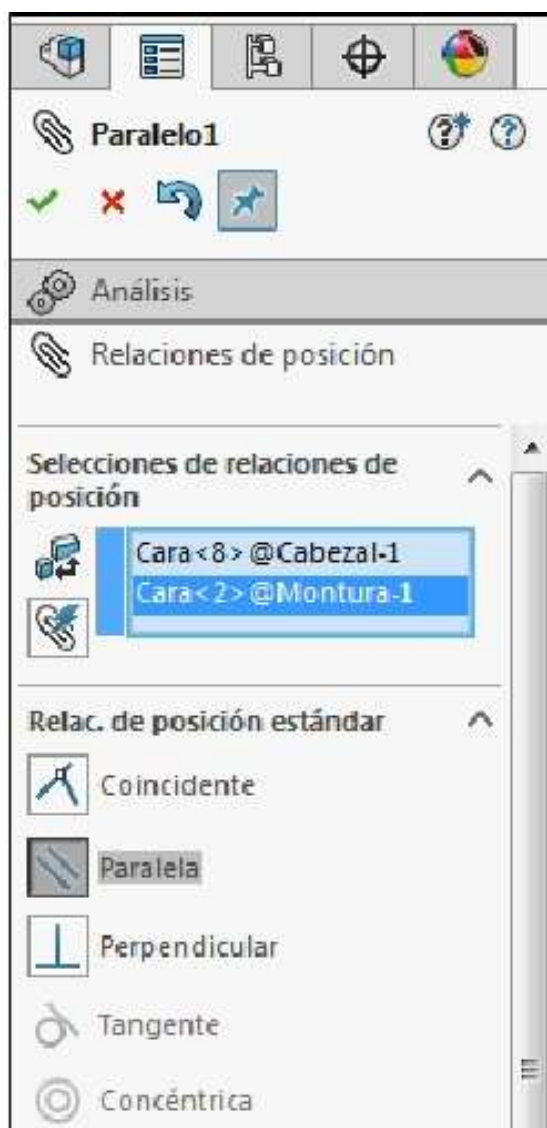 Paralelo1
Análisis
Relaciones de posición
Selecciones de relaciones de
posición
Cara<8>@Cabezal-1
Cara<2>@Montura-1
Relac. de posición estándar
Coincidente
Paralela
Perpendicular
Tangente
Concéntrica